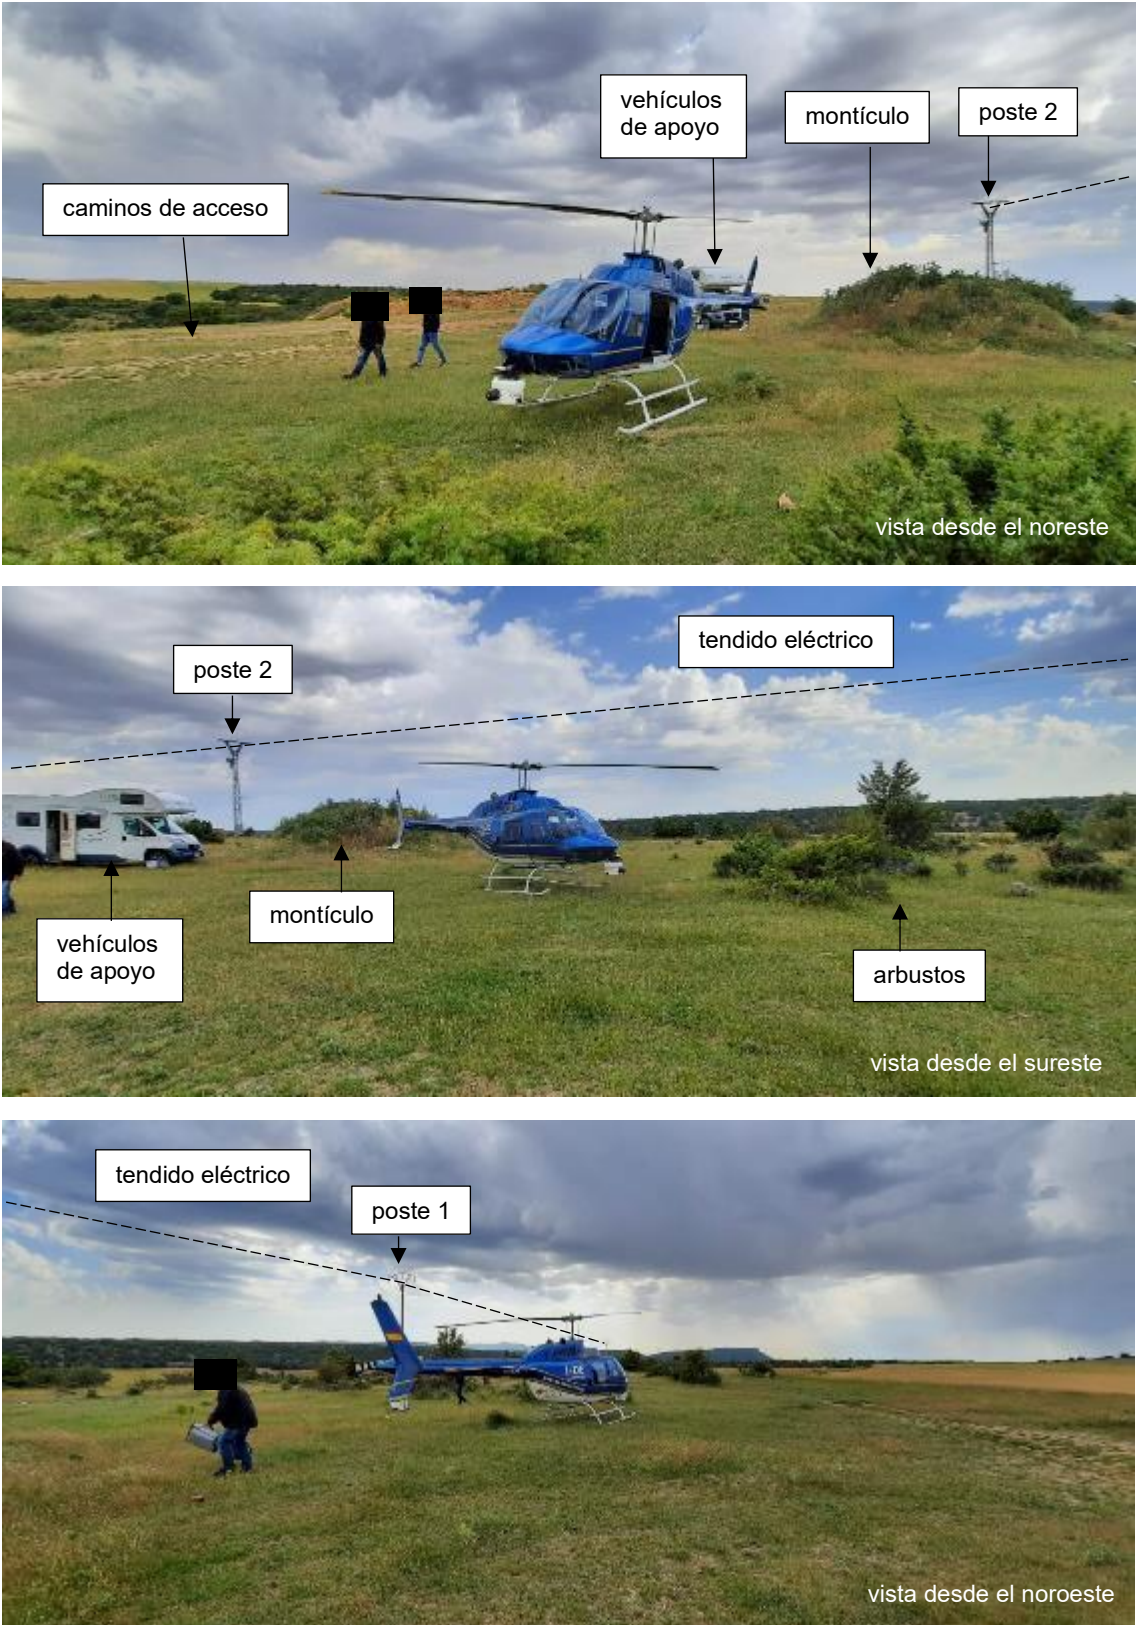 vehículos
de apoyo
montículo
poste 2
caminos de acceso
vista desde el noreste
tendido eléctrico
poste 2
montículo
vehículos
de apoyo
arbustos
vista desde el sureste
tendido eléctrico
poste 1
vista desde el noroeste